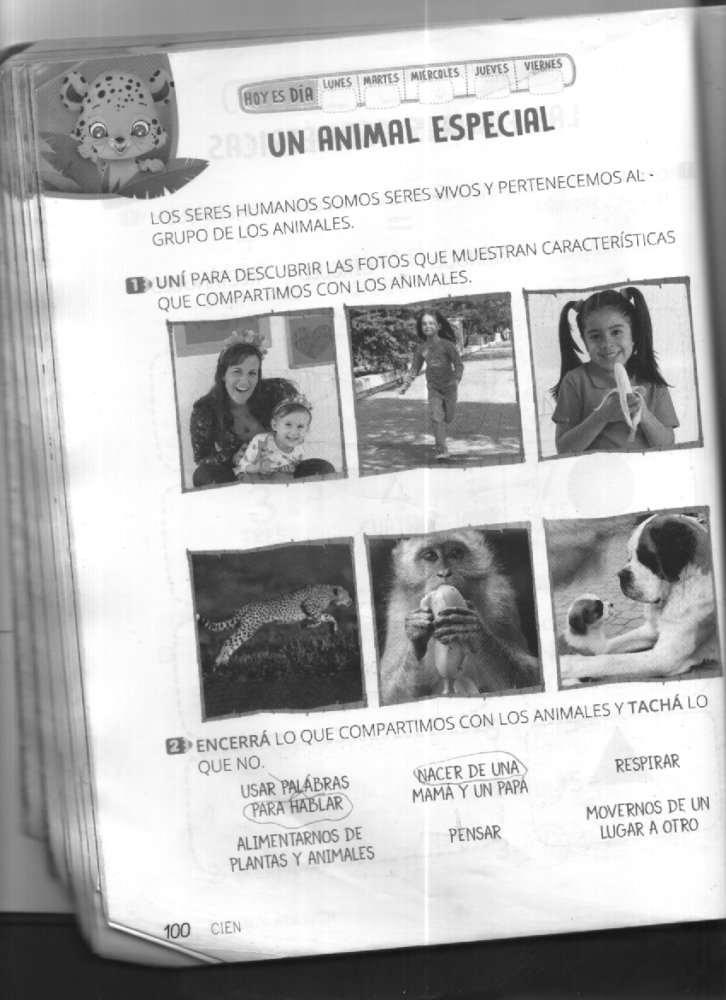 HOY ES DÍA LUNES MARTES MIÉRCOLES JUEVES VIERNES
UN ANIMAL ESPECIAL
LOS SERES HUMANOS SOMOS SERES VIVOS Y PERTENECEMOS AL
GRUPO DE LOS ANIMALES.
1 UNÍ PARA DESCUBRIR LAS FOTOS QUE MUESTRAN CARACTERÍSTICAS
QUE COMPARTIMOS CON LOS ANIMALES.
2 ENCERRÁ LO QUE COMPARTIMOS CON LOS ANIMALES Y TACHÁ LO
QUE NO.
USAR PALABRAS
PARA HABLAR
NACER DE UNA
MAMÁ Y UN PAPÁ
RESPIRAR
ALIMENTARNOS DE
PLANTAS Y ANIMALES
PENSAR
MOVERNOS DE UN
LUGAR A OTRO
100 CIEN